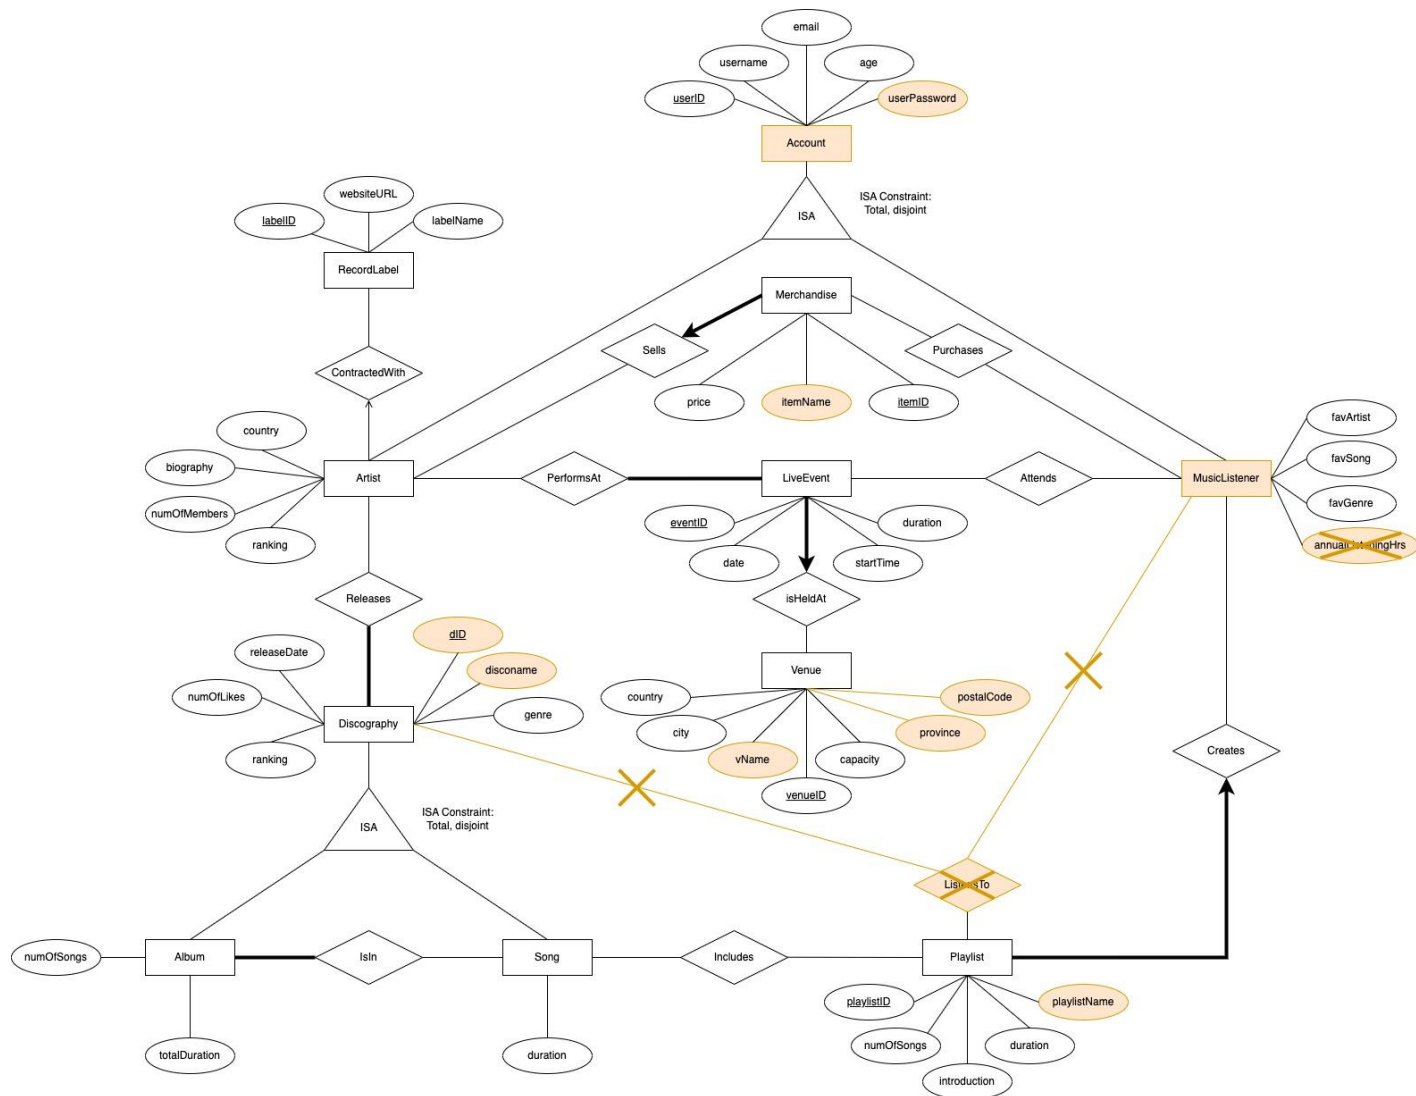 email
username
age
userID
userPassword
Account
ISA Constraint:
Total, disjoint
ISA
websiteURL
labelID
labelName
RecordLabel
Merchandise
Sells
Purchases
ContractedWith
price
itemName
itemID
country
favArtist
biography
favSong
Artist
PerformsAt
LiveEvent
Attends
MusicListener
numOfMembers
favGenre
eventID
duration
ranking
annualListeningHrs
date
startTime
Releases
isHeldAt
dID
releaseDate
disconame
Venue
numOfLikes
country
postalCode
genre
Discography
city
province
ranking
vName
capacity
Creates
venueID
ISA Constraint:
Total, disjoint
ISA
ListensTo
numOfSongs
Album
IsIn
Song
Includes
Playlist
playlistID
playlistName
numOfSongs
duration
totalDuration
duration
introduction